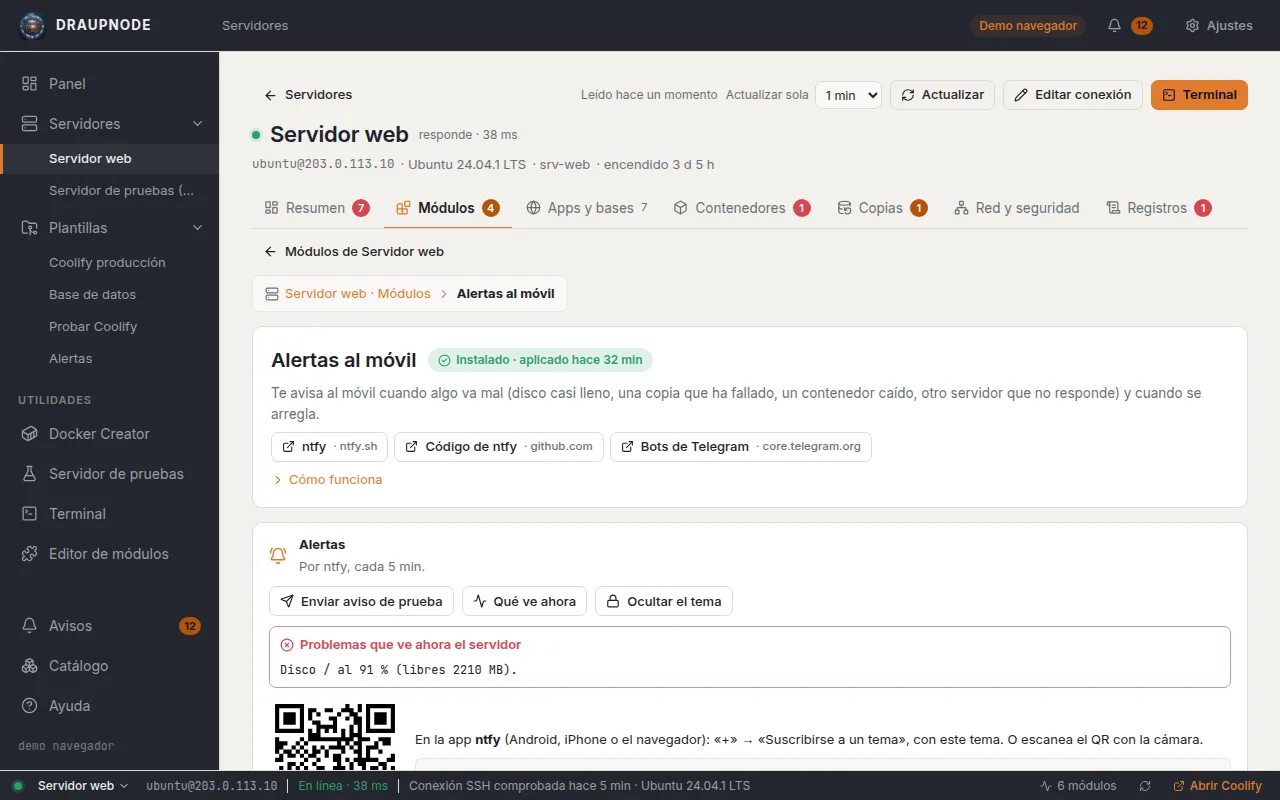 DRAUPNODE
Servidores
Demo navegador
12
Ajustes
Panel
Servidores
Servidor web
Servidor de pruebas (...
Plantillas
Coolify producción
Base de datos
Probar Coolify
Alertas
UTILIDADES
Docker Creator
Servidor de pruebas
Terminal
Editor de módulos
Avisos 12
Catálogo
Ayuda
demo navegador
Servidores
Leído hace un momento Actualizar sola 1 min Actualizar Editar conexión Terminal
Servidor web responde · 38 ms
ubuntu@203.0.113.10 · Ubuntu 24.04.1 LTS · srv-web · encendido 3 d 5 h
Resumen 7 Módulos 4 Apps y bases 7 Contenedores 1 Copias 1 Red y seguridad Registros 1
Módulos de Servidor web
Servidor web · Módulos Alertas al móvil
Alertas al móvil Instalado · aplicado hace 32 min
Te avisa al móvil cuando algo va mal (disco casi lleno, una copia que ha fallado, un contenedor caído, otro servidor que no responde) y cuando se
arregla.
ntfy · ntfy.sh Código de ntfy · github.com Bots de Telegram · core.telegram.org
Cómo funciona
Alertas
Por ntfy, cada 5 min.
Enviar aviso de prueba Qué ve ahora Ocultar el tema
Problemas que ve ahora el servidor
Disco / al 91 % (libres 2210 MB).
En la app ntfy (Android, iPhone o el navegador): «+» → «Suscribirse a un tema», con este tema. O escanea el QR con la cámara.
Servidor web ubuntu@203.0.113.10 En línea · 38 ms Conexión SSH comprobada hace 5 min · Ubuntu 24.04.1 LTS 6 módulos Abrir Coolify